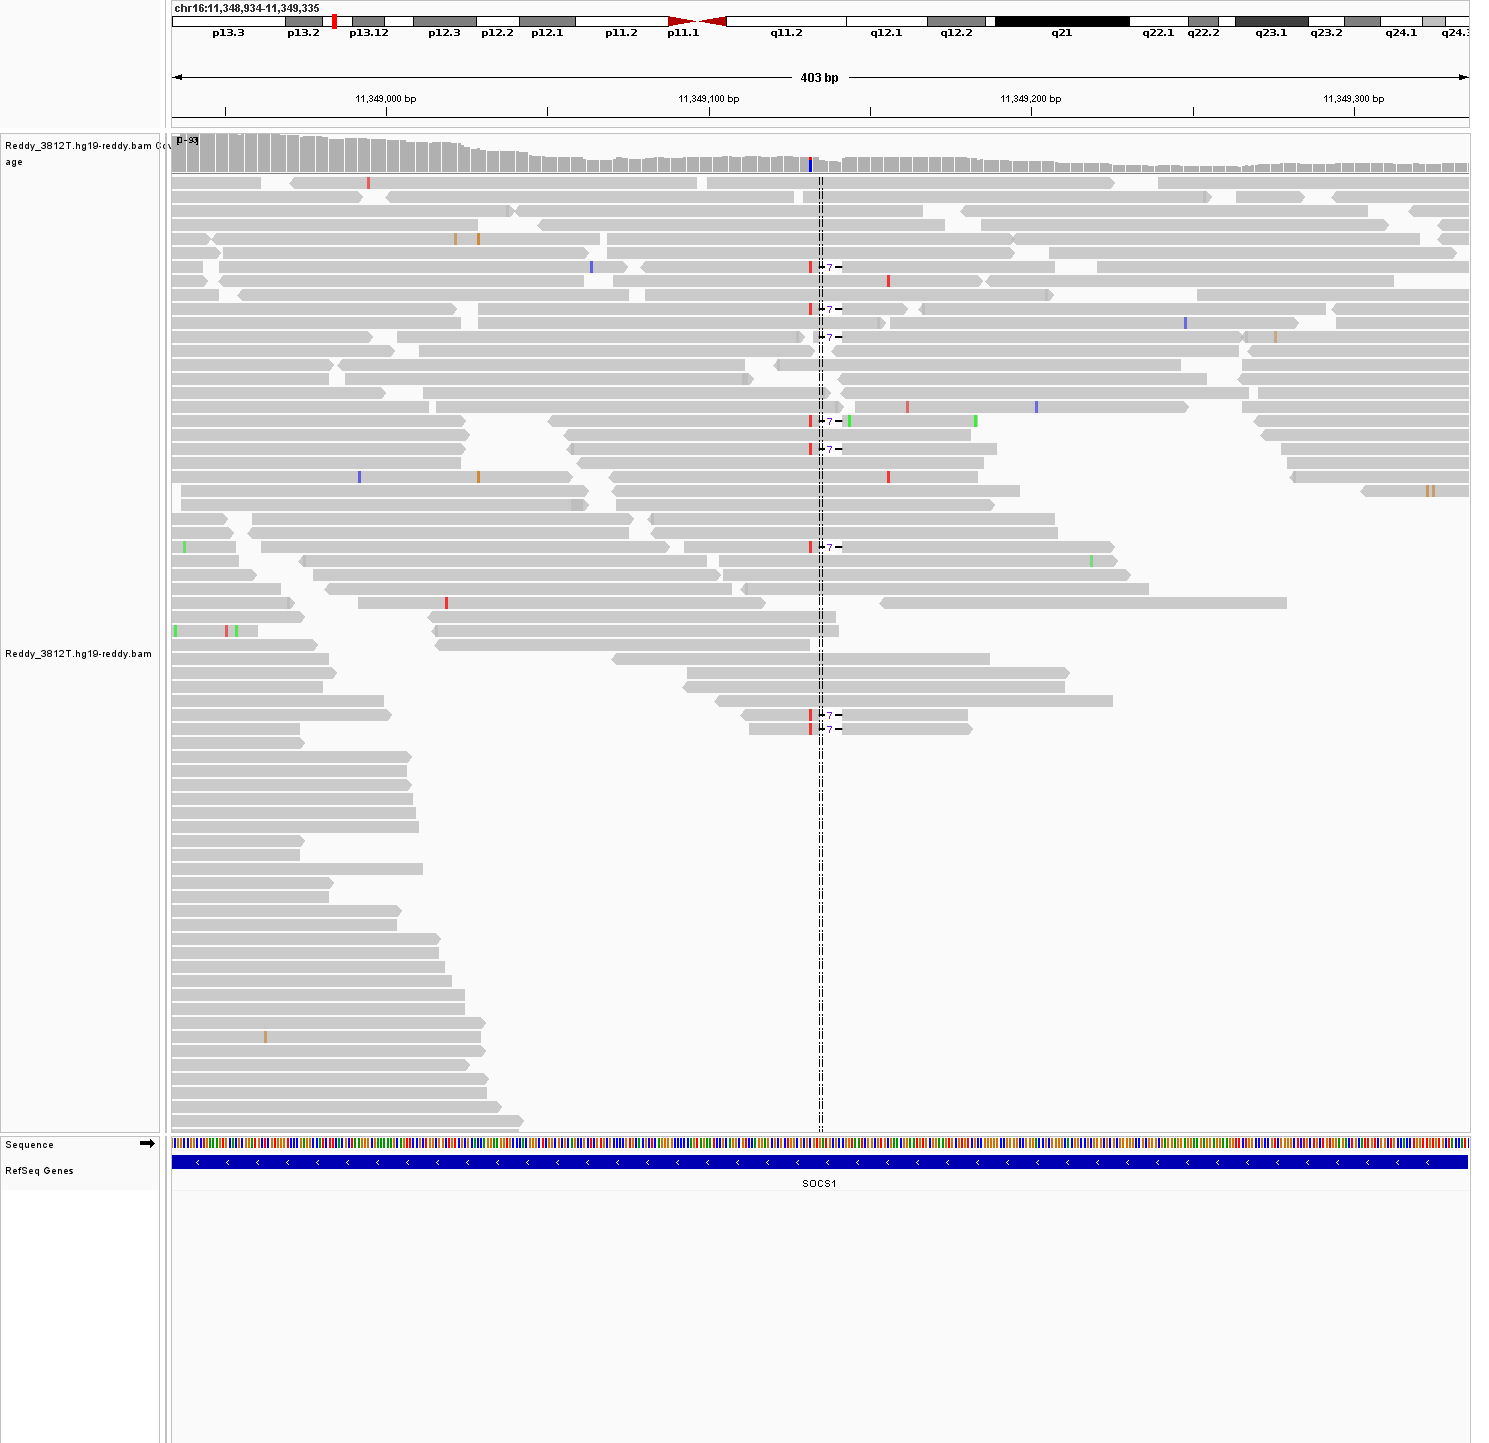 chr16:11,348,934-11,349,335
p13.3 p13.2 p13.12 p12.3 p12.2 p12.1 p11.2 p11.1 q11.2 q12.1 q12.2 q21 q22.1 q22.2 q23.1 q23.2 q24.1 q24.3
403 bp
11,349,000 bp 11,349,100 bp 11,349,200 bp 11,349,300 bp
[0 - 93]
Reddy_3812T.hg19-reddy.bam Cov
age
7
7
7
7
7
7
Reddy_3812T.hg19-reddy.bam
7
7
Sequence
RefSeq Genes
SOCS1